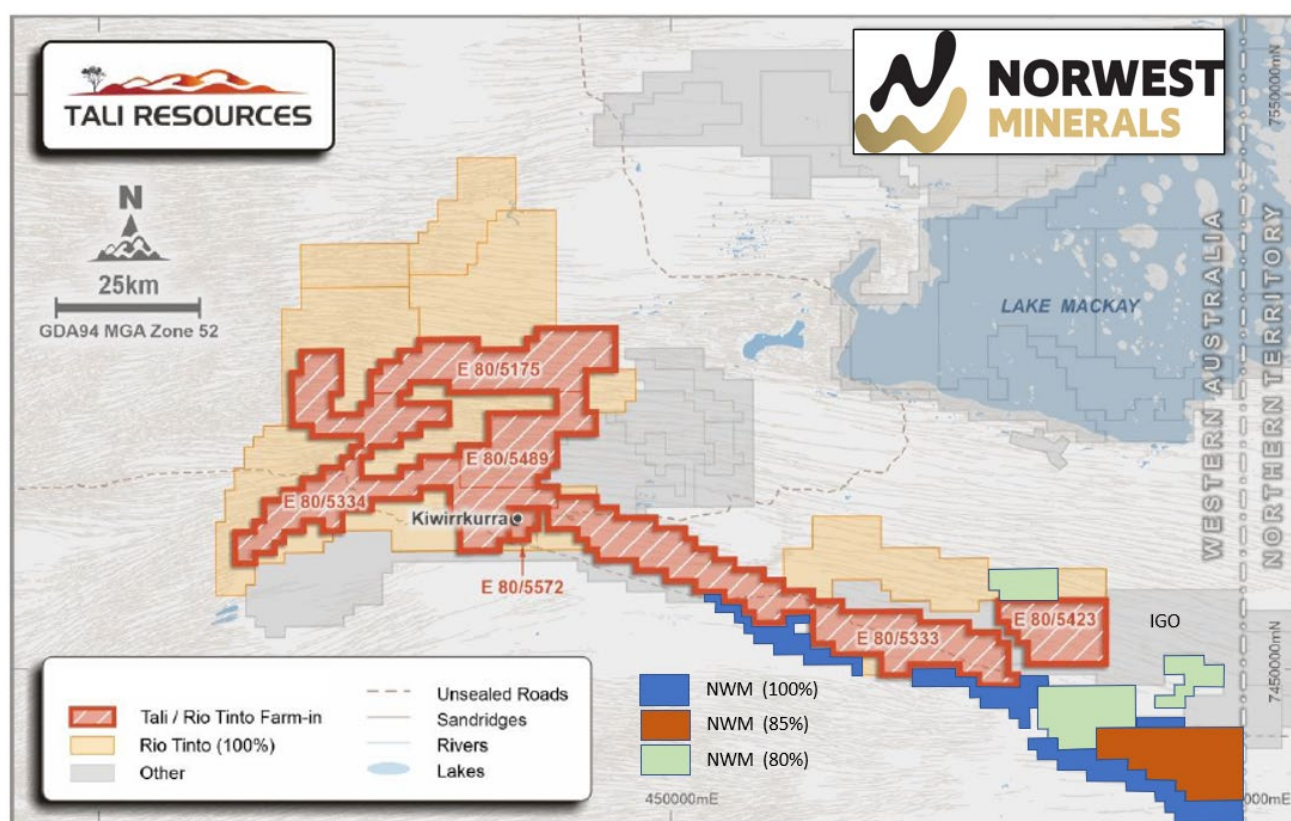 TALI RESOURCES
NORWEST
MINERALS
7550000mN
N
25km
GDA94 MGA Zone 52
LAKE MACKAY
WESTERN AUSTRALIA
NORTHERN TERRITORY
E 80/5175
E 80/5489
E 80/5334
Kiwirrkurra
E 80/5572
E 80/5423
E 80/5333
IGO
7450000mN
Tali / Rio Tinto Farm-in
Rio Tinto (100%)
Other
Unsealed Roads
Sandridges
Rivers
Lakes
NWM (100%)
NWM (85%)
NWM (80%)
450000mE
000mE